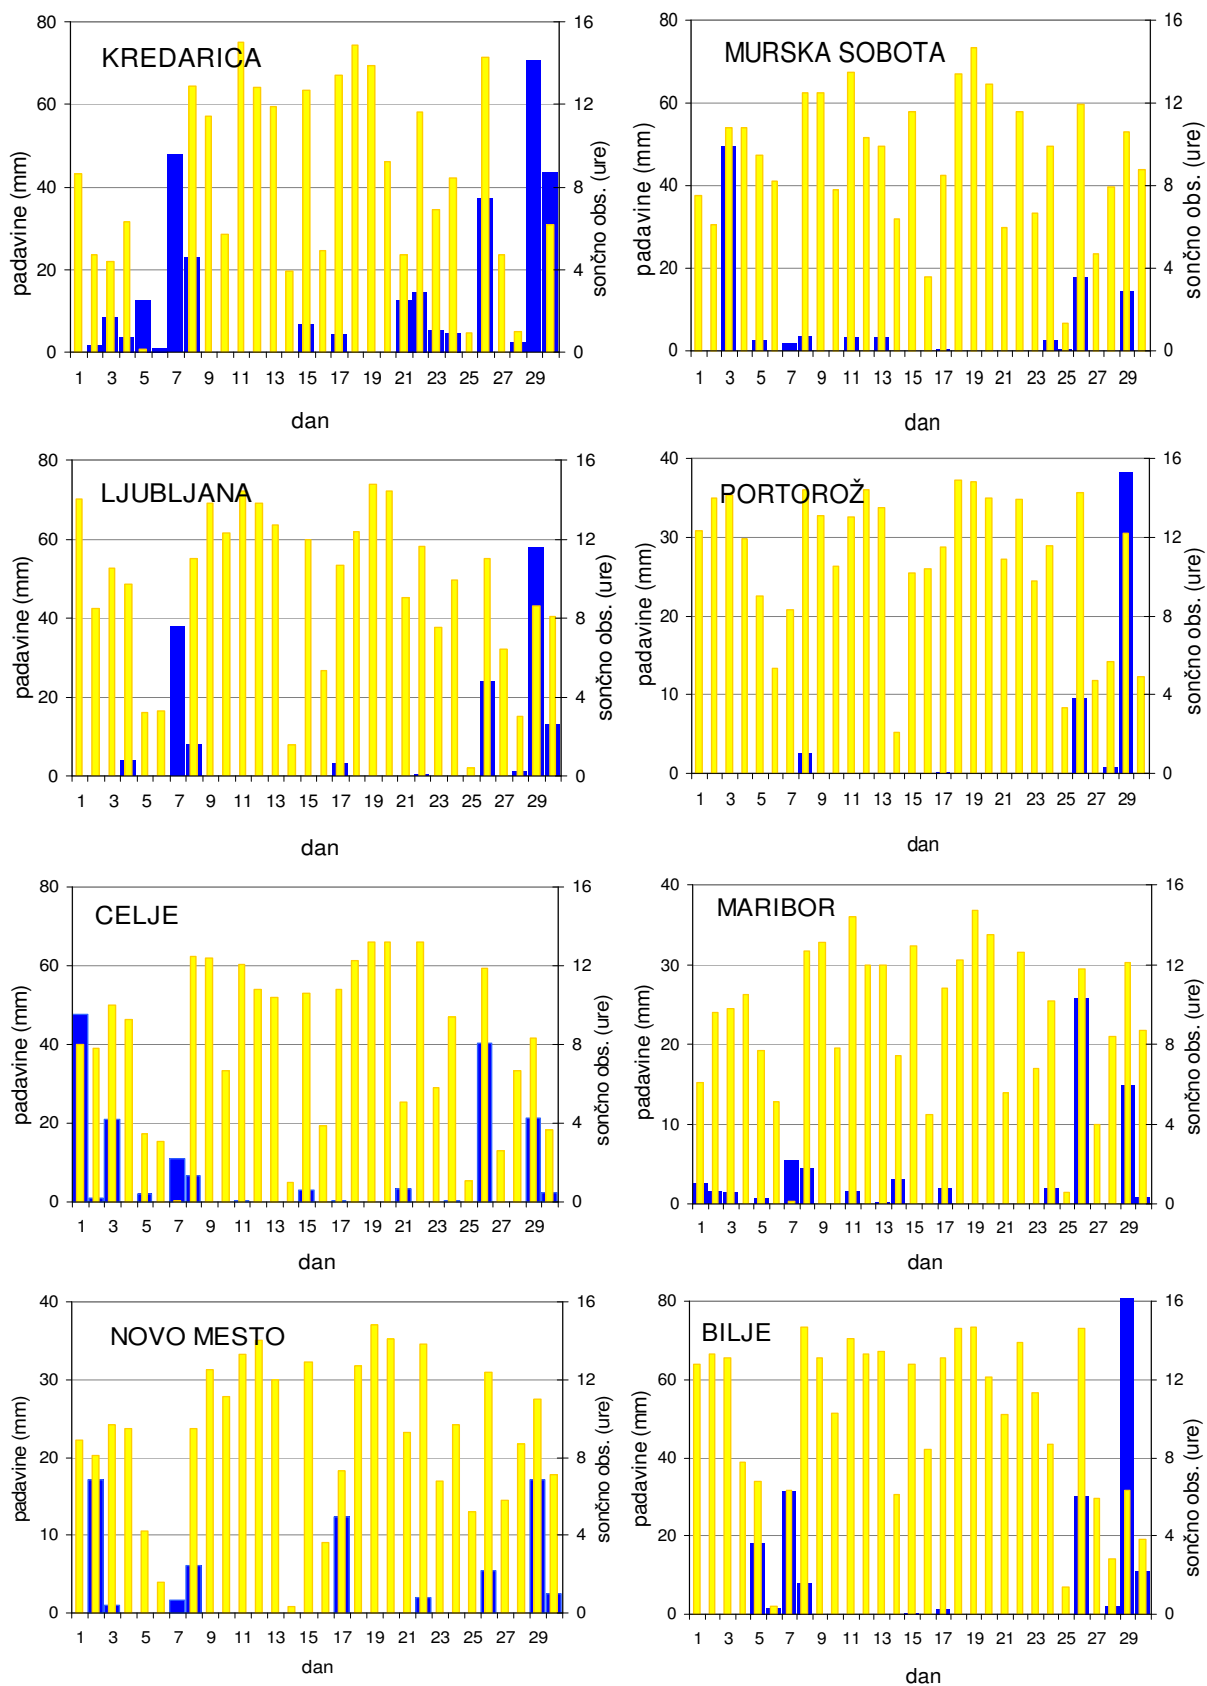 KREDARICA
padavine (mm)
sončno obs. (ure)
80
60
40
20
0
16
12
8
4
0
1 3 5 7 9 11 13 15 17 19 21 23 25 27 29
dan
MURSKA SOBOTA
padavine (mm)
sončno obs. (ure)
80
60
40
20
0
16
12
8
4
0
1 3 5 7 9 11 13 15 17 19 21 23 25 27 29
dan
LJUBLJANA
padavine (mm)
sončno obs. (ure)
80
60
40
20
0
16
12
8
4
0
1 3 5 7 9 11 13 15 17 19 21 23 25 27 29
dan
PORTOROŽ
padavine (mm)
sončno obs. (ure)
40
30
20
10
0
16
12
8
4
0
1 3 5 7 9 11 13 15 17 19 21 23 25 27 29
dan
CELJE
padavine (mm)
sončno obs. (ure)
80
60
40
20
0
16
12
8
4
0
1 3 5 7 9 11 13 15 17 19 21 23 25 27 29
dan
MARIBOR
padavine (mm)
sončno obs. (ure)
40
30
20
10
0
16
12
8
4
0
1 3 5 7 9 11 13 15 17 19 21 23 25 27 29
dan
NOVO MESTO
padavine (mm)
sončno obs. (ure)
40
30
20
10
0
16
12
8
4
0
1 3 5 7 9 11 13 15 17 19 21 23 25 27 29
dan
BILJE
padavine (mm)
sončno obs. (ure)
80
60
40
20
0
16
12
8
4
0
1 3 5 7 9 11 13 15 17 19 21 23 25 27 29
dan